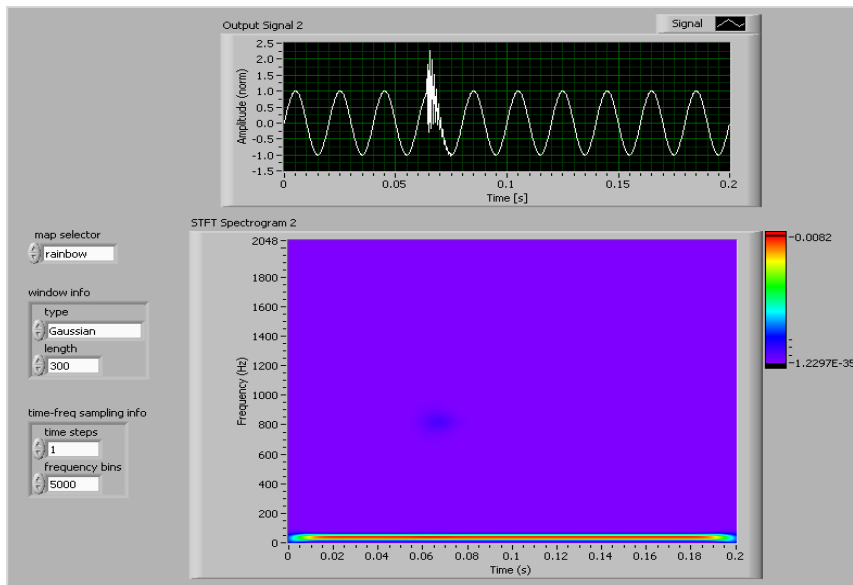 Output Signal 2
Signal
2.5
2.0
1.5
1.0
0.5
0.0
-0.5
-1.0
-1.5
Amplitude (norm)
0 0.05 0.1 0.15 0.2
Time [s]
map selector
rainbow
window info
type
Gaussian
length
300
time-freq sampling info
time steps
1
frequency bins
5000
STFT Spectrogram 2
2048
1800
1600
1400
1200
1000
800
600
400
200
0
Frequency (Hz)
0 0.02 0.04 0.06 0.08 0.1 0.12 0.14 0.16 0.18 0.2
Time (s)
0.0082
1.2297E-35